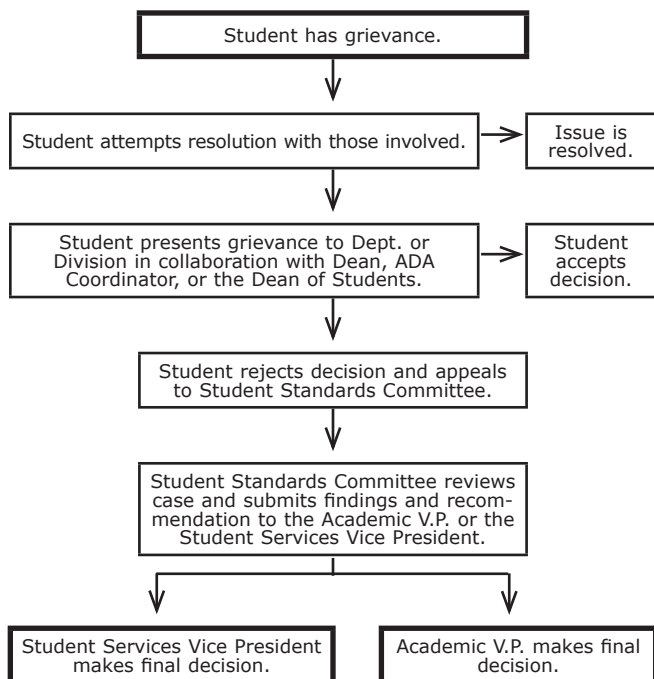 Student has grievance.
Student attempts resolution with those involved.
Issue is
resolved.
Student presents grievance to Dept. or
Division in collaboration with Dean, ADA
Coordinator, or the Dean of Students.
Student
accepts
decision.
Student rejects decision and appeals
to Student Standards Committee.
Student Standards Committee reviews
case and submits findings and recom-
mendation to the Academic V.P. or the
Student Services Vice President.
Student Services Vice President
makes final decision.
Academic V.P. makes final
decision.